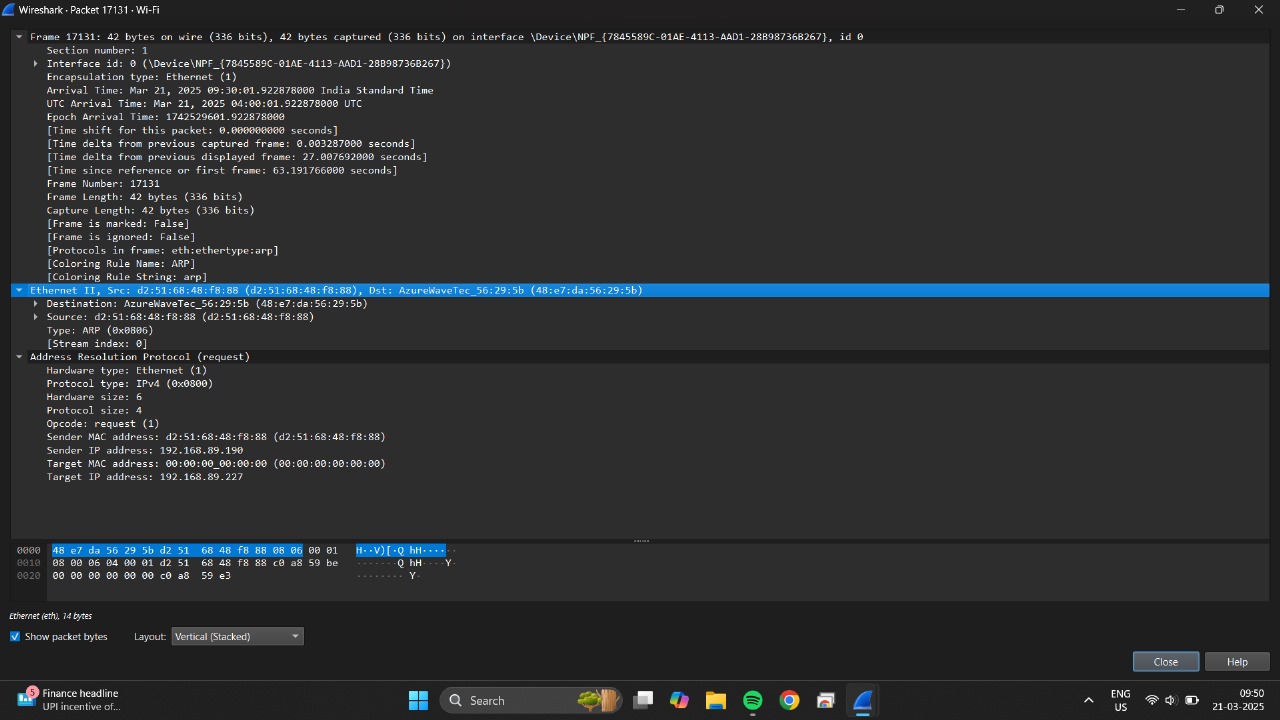 Wireshark · Packet 17131 · Wi-Fi
Frame 17131: 42 bytes on wire (336 bits), 42 bytes captured (336 bits) on interface \Device\NPF_{7845589C-01AE-4113-AAD1-28B98736B267}, id 0
Section number: 1
Interface id: 0 (\Device\NPF_{7845589C-01AE-4113-AAD1-28B98736B267})
Encapsulation type: Ethernet (1)
Arrival Time: Mar 21, 2025 09:30:01.922878000 India Standard Time
UTC Arrival Time: Mar 21, 2025 04:00:01.922878000 UTC
Epoch Arrival Time: 1742529601.922878000
[Time shift for this packet: 0.000000000 seconds]
[Time delta from previous captured frame: 0.003287000 seconds]
[Time delta from previous displayed frame: 27.007692000 seconds]
[Time since reference or first frame: 63.191766000 seconds]
Frame Number: 17131
Frame Length: 42 bytes (336 bits)
Capture Length: 42 bytes (336 bits)
[Frame is marked: False]
[Frame is ignored: False]
[Protocols in frame: eth:ethertype:arp]
[Coloring Rule Name: ARP]
[Coloring Rule String: arp]
Ethernet II, Src: d2:51:68:48:f8:88 (d2:51:68:48:f8:88), Dst: AzureWaveTec_56:29:5b (48:e7:da:56:29:5b)
Destination: AzureWaveTec_56:29:5b (48:e7:da:56:29:5b)
Source: d2:51:68:48:f8:88 (d2:51:68:48:f8:88)
Type: ARP (0x0806)
[Stream index: 0]
Address Resolution Protocol (request)
Hardware type: Ethernet (1)
Protocol type: IPv4 (0x0800)
Hardware size: 6
Protocol size: 4
Opcode: request (1)
Sender MAC address: d2:51:68:48:f8:88 (d2:51:68:48:f8:88)
Sender IP address: 192.168.89.190
Target MAC address: 00:00:00_00:00:00 (00:00:00:00:00:00)
Target IP address: 192.168.89.227
0000 48 e7 da 56 29 5b d2 51 68 48 f8 88 08 06 00 01 H··V)[·Q hH······
0010 08 00 06 04 00 01 d2 51 68 48 f8 88 c0 a8 59 be ·······Q hH····Y·
0020 00 00 00 00 00 00 c0 a8 59 e3 ········ Y·
Ethernet (eth), 14 bytes
Show packet bytes Layout: Vertical (Stacked)
Close Help
5 Finance headline
UPI incentive of...
Search
ENG
US
09:50
21-03-2025